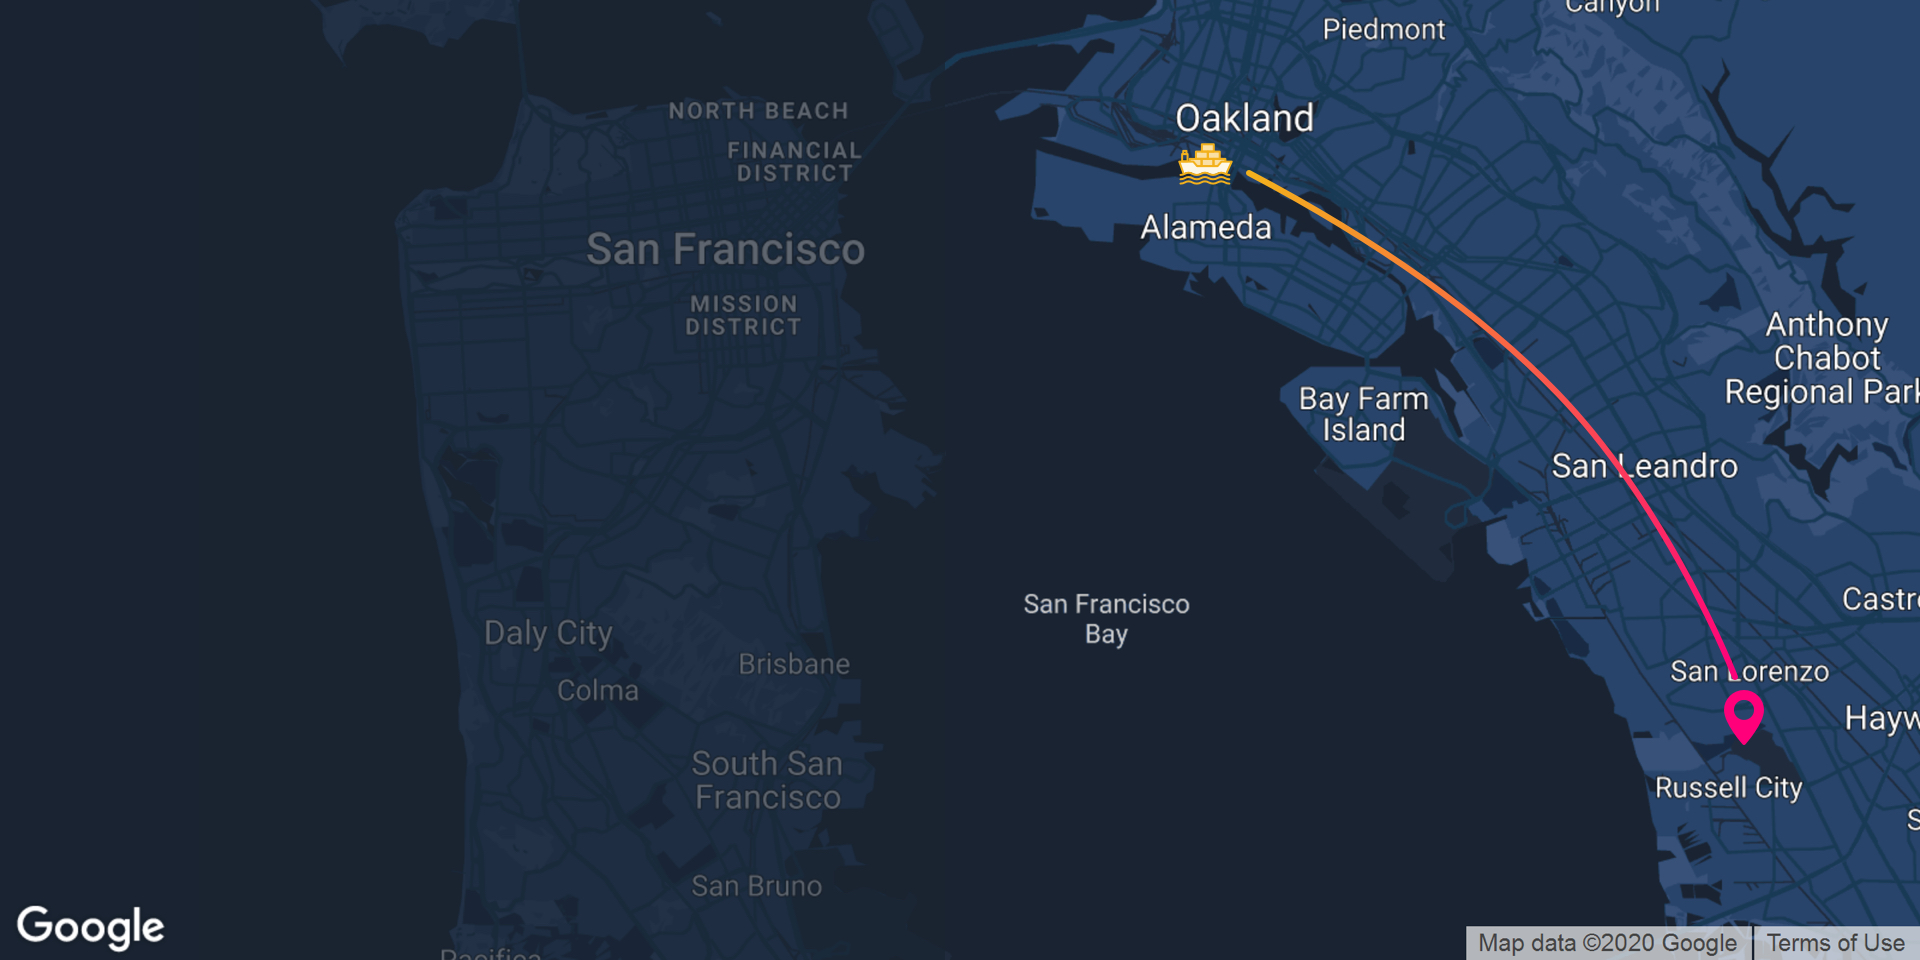 Canyon
Piedmont
NORTH BEACH
Oakland
FINANCIAL
DISTRICT
Alameda
San Francisco
MISSION
DISTRICT
Anthony
Chabot
Regional Park
Bay Farm
Island
San Leandro
San Francisco
Bay
Castr
Daly City
Brisbane
Colma
San Lorenzo
Hayw
South San
Francisco
Russell City
S
San Bruno
Google
Pacifica
Map data ©2020 Google
Terms of Use